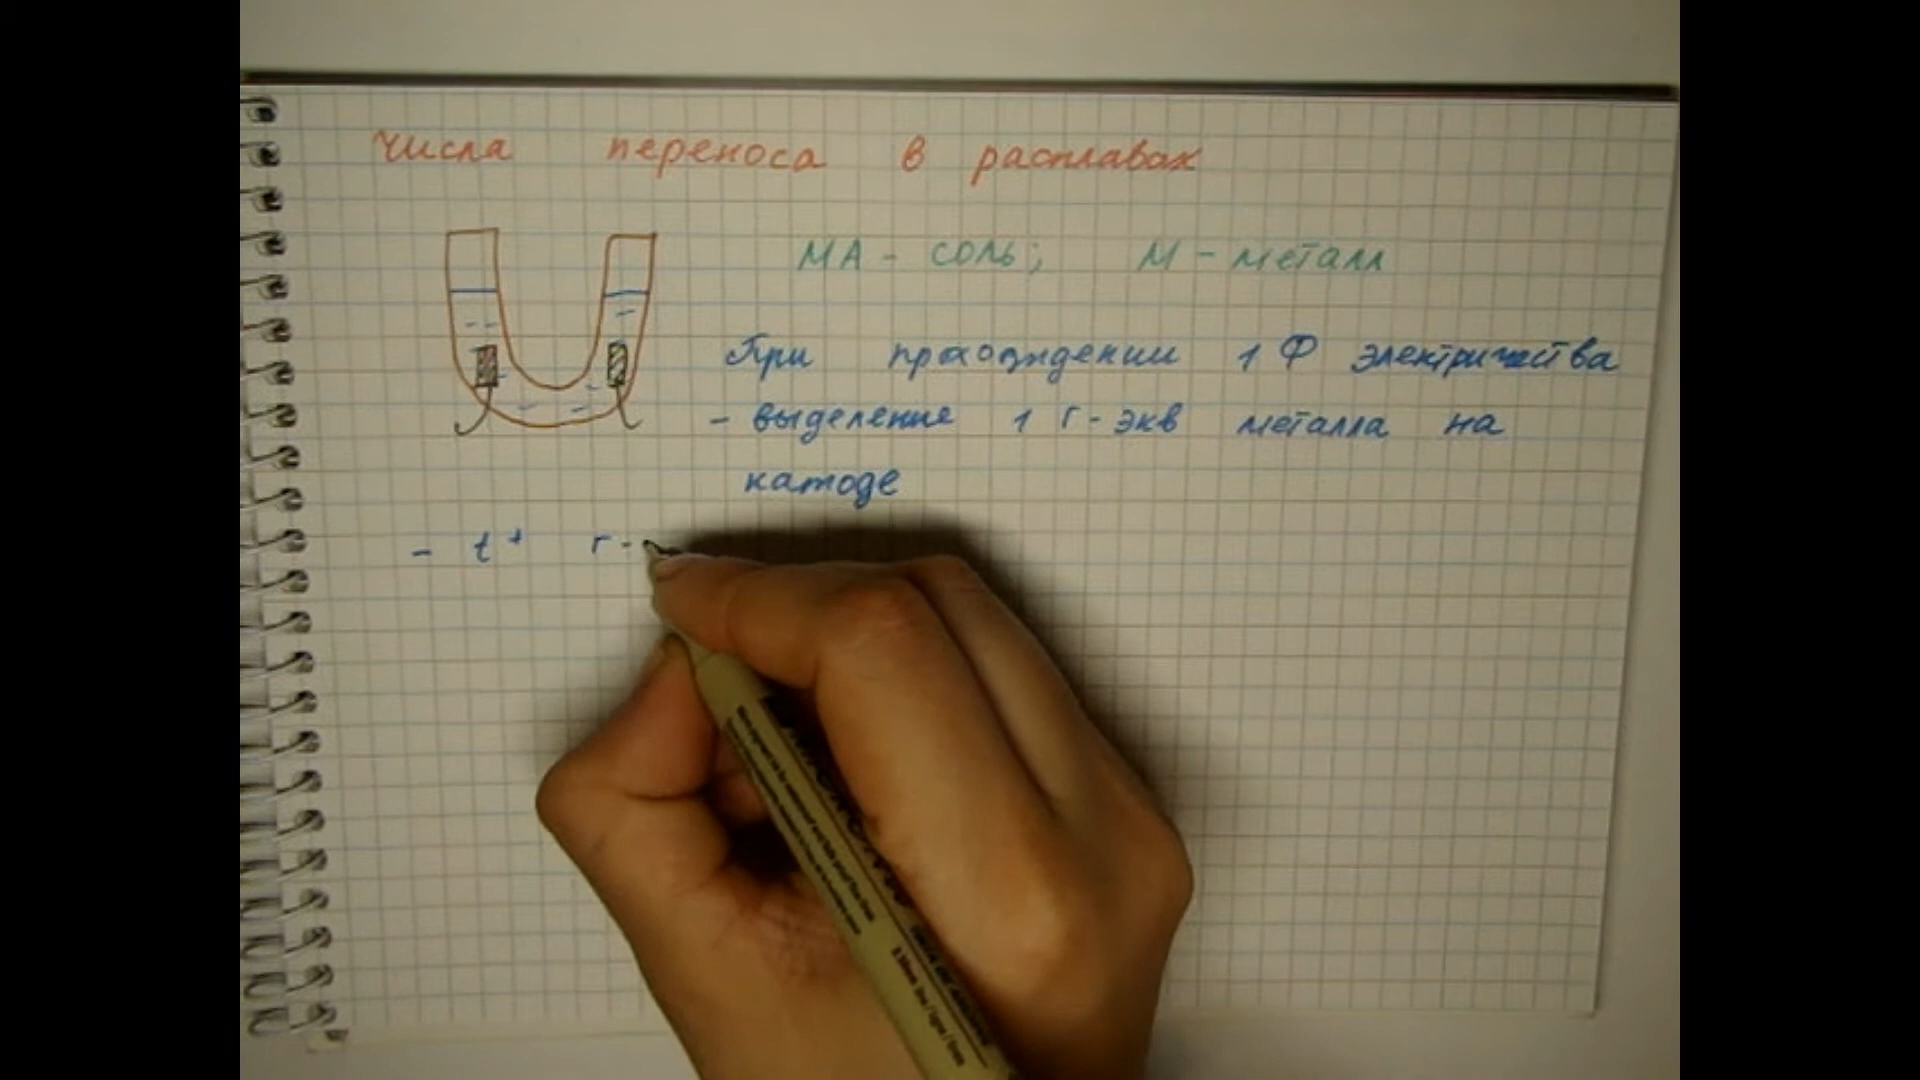 числа переноса в расплавах
МА - соль; М - металл
При прохождении 1 Ф электричества
- выделение 1 г-экв металла на
катоде
- t+ г-